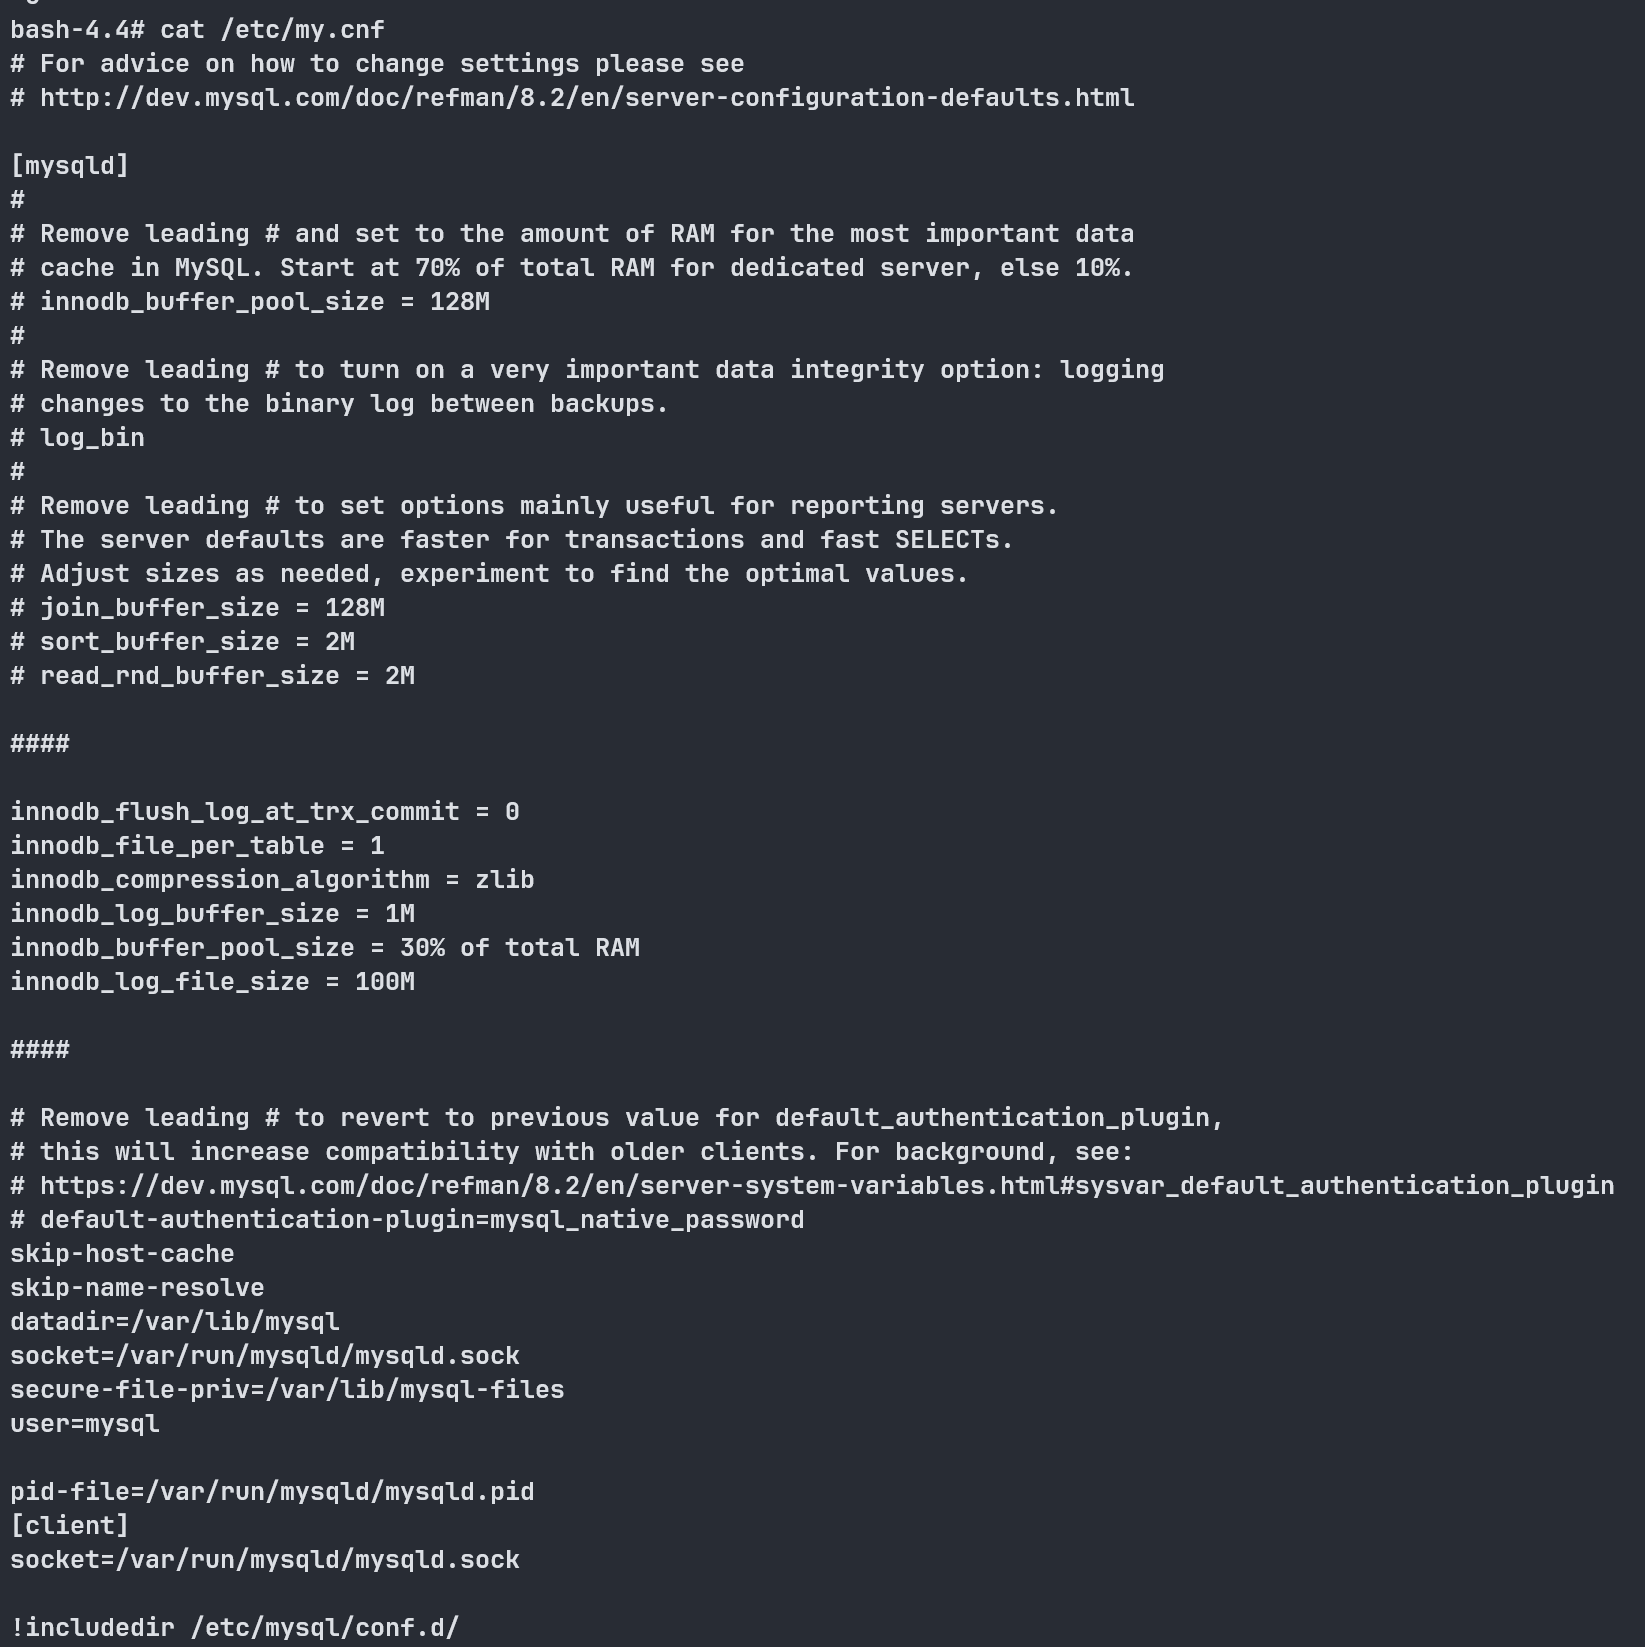 bash-4.4# cat /etc/my.cnf
# For advice on how to change settings please see
# http://dev.mysql.com/doc/refman/8.2/en/server-configuration-defaults.html

[mysqld]
#
# Remove leading # and set to the amount of RAM for the most important data
# cache in MySQL. Start at 70% of total RAM for dedicated server, else 10%.
# innodb_buffer_pool_size = 128M
#
# Remove leading # to turn on a very important data integrity option: logging
# changes to the binary log between backups.
# log_bin
#
# Remove leading # to set options mainly useful for reporting servers.
# The server defaults are faster for transactions and fast SELECTs.
# Adjust sizes as needed, experiment to find the optimal values.
# join_buffer_size = 128M
# sort_buffer_size = 2M
# read_rnd_buffer_size = 2M

####

innodb_flush_log_at_trx_commit = 0
innodb_file_per_table = 1
innodb_compression_algorithm = zlib
innodb_log_buffer_size = 1M
innodb_buffer_pool_size = 30% of total RAM
innodb_log_file_size = 100M

####

# Remove leading # to revert to previous value for default_authentication_plugin,
# this will increase compatibility with older clients. For background, see:
# https://dev.mysql.com/doc/refman/8.2/en/server-system-variables.html#sysvar_default_authentication_plugin
# default-authentication-plugin=mysql_native_password
skip-host-cache
skip-name-resolve
datadir=/var/lib/mysql
socket=/var/run/mysqld/mysqld.sock
secure-file-priv=/var/lib/mysql-files
user=mysql

pid-file=/var/run/mysqld/mysqld.pid
[client]
socket=/var/run/mysqld/mysqld.sock

!includedir /etc/mysql/conf.d/